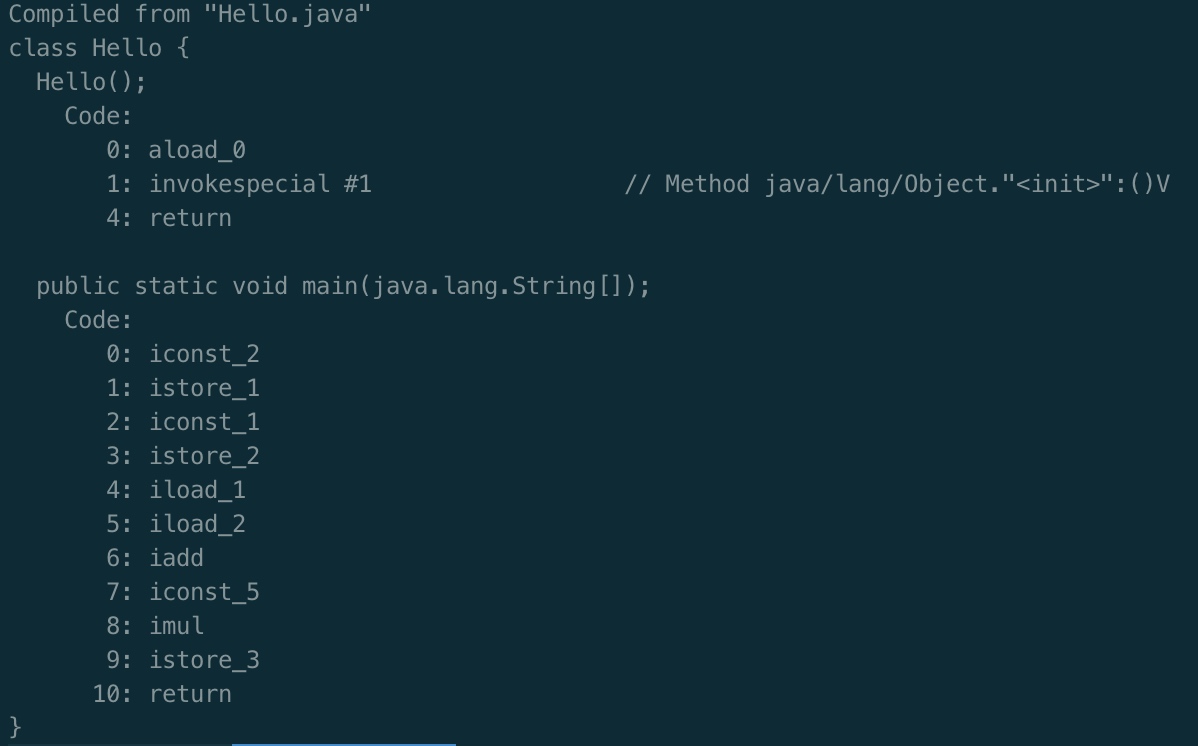 Compiled from "Hello.java"
class Hello {
  Hello();
    Code:
       0: aload_0
       1: invokespecial #1                  // Method java/lang/Object."<init>":()V
       4: return

  public static void main(java.lang.String[]);
    Code:
       0: iconst_2
       1: istore_1
       2: iconst_1
       3: istore_2
       4: iload_1
       5: iload_2
       6: iadd
       7: iconst_5
       8: imul
       9: istore_3
      10: return
}